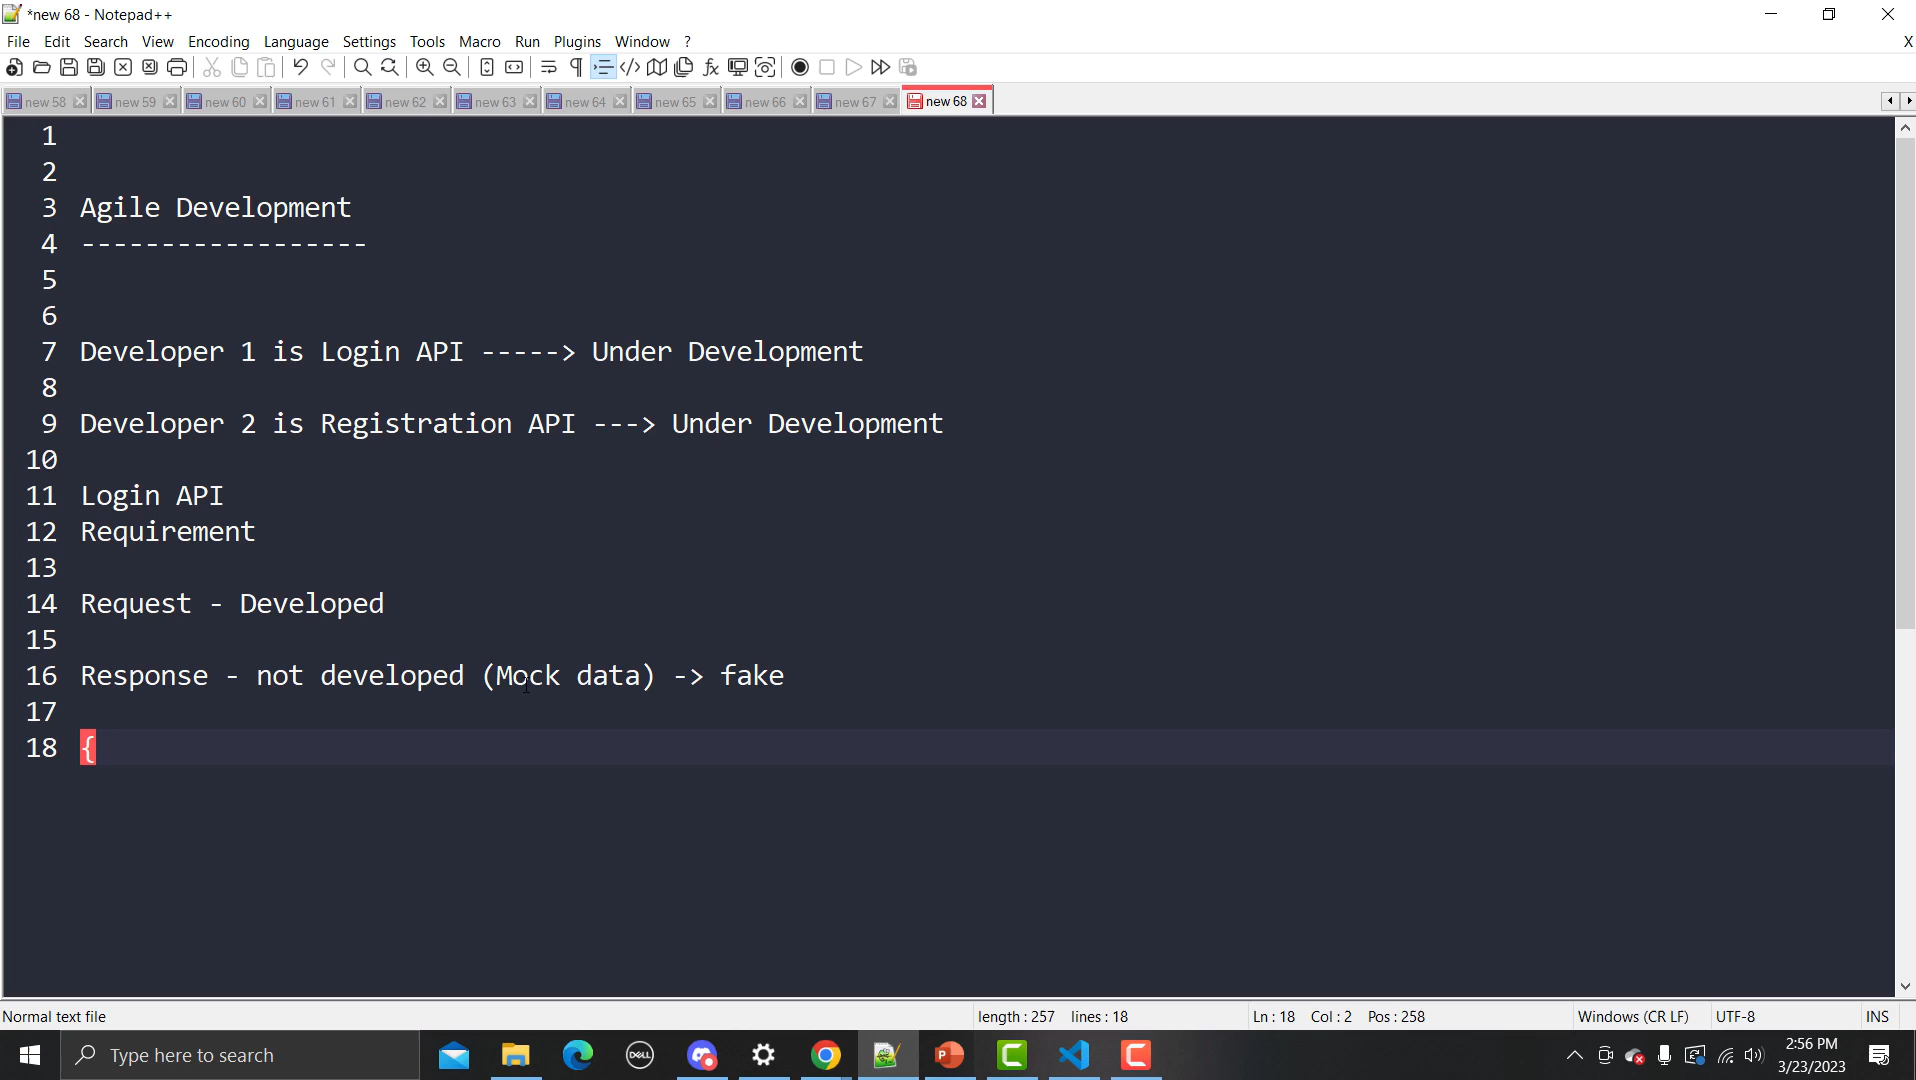 *new 68 - Notepad++
File Edit Search View Encoding Language Settings Tools Macro Run Plugins Window ? X
new 58 new 59 new 60 new 61 new 62 new 63 new 64 new 65 new 66 new 67 new 68
1
2
3 Agile Development
4 ------------------
5
6
7 Developer 1 is Login API -----> Under Development
8
9 Developer 2 is Registration API ---> Under Development
10
11 Login API
12 Requirement
13
14 Request - Developed
15
16 Response - not developed (Mock data) -> fake
17
18 {
Normal text file length : 257 lines : 18 Ln : 18 Col : 2 Pos : 258 Windows (CR LF) UTF-8 INS
Type here to search DELL P C C 2:56 PM
3/23/2023